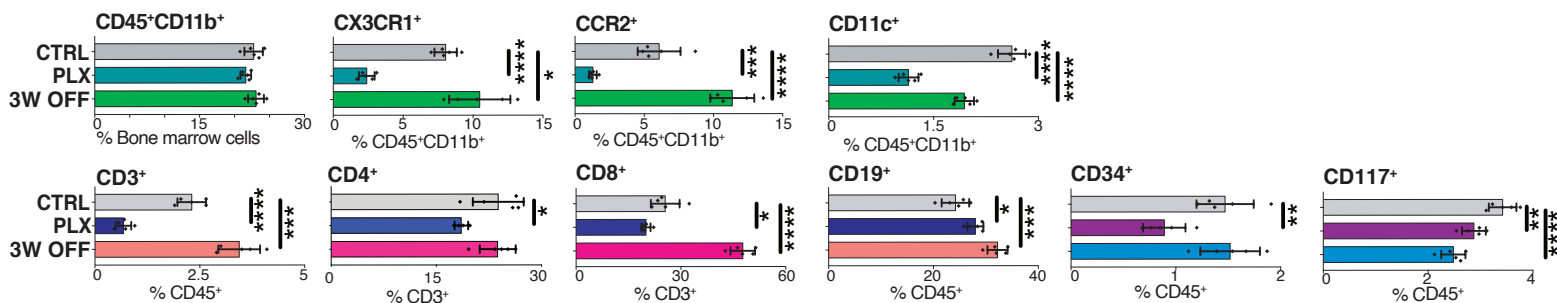 CD45⁺CD11b⁺ CX3CR1⁺ CCR2⁺ CD11c⁺
CTRL
PLX
3W OFF
**** * *** **** **** ****
0 30 0 5 10 15 0 5 10 15 1.5 3
% Bone marrow cells % CD45⁺CD11b⁺ % CD45⁺CD11b⁺ % CD45⁺CD11b⁺
CD3⁺ CD4⁺ CD8⁺ CD19⁺ CD34⁺ CD117⁺
CTRL
PLX
3W OFF
**** *** * * **** * *** ** ** ****
0 2.5 5 0 15 30 0 30 60 0 20 40 0 1 2 2 4
% CD45⁺ % CD3⁺ % CD3⁺ % CD45⁺ % CD45⁺ % CD45⁺